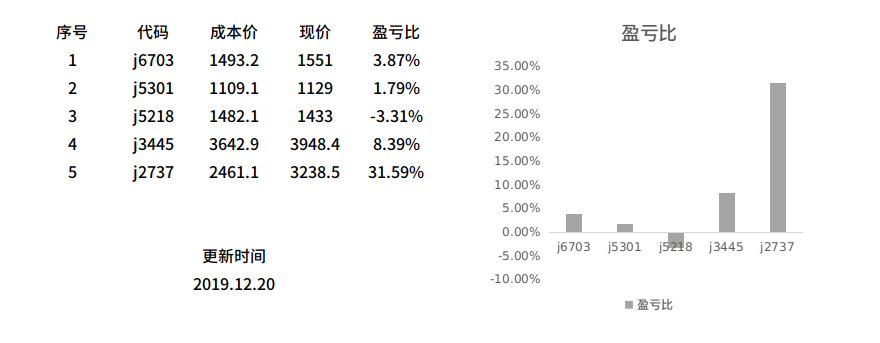 序号 代码 成本价 现价 盈亏比
1 j6703 1493.2 1551 3.87%
2 j5301 1109.1 1129 1.79%
3 j5218 1482.1 1433 -3.31%
4 j3445 3642.9 3948.4 8.39%
5 j2737 2461.1 3238.5 31.59%
更新时间
2019.12.20
盈亏比
35.00%
30.00%
25.00%
20.00%
15.00%
10.00%
5.00%
0.00%
-5.00%
-10.00%
j6703 j5301 j5218 j3445 j2737
盈亏比